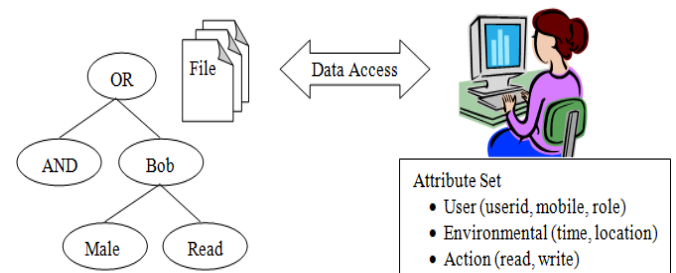 OR
File
Data Access
AND
Bob
Male
Read
Attribute Set
• User (userid, mobile, role)
• Environmental (time, location)
• Action (read, write)